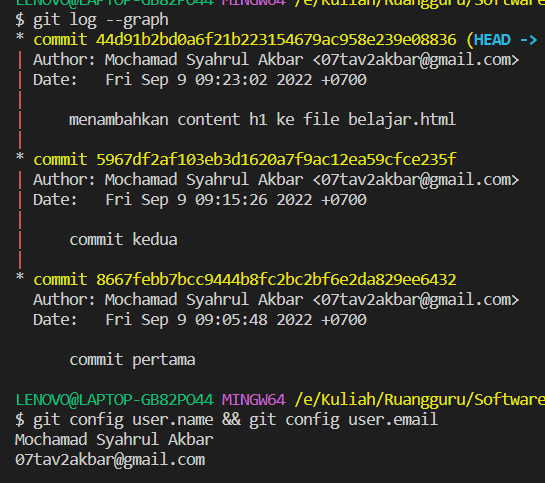 LENOVO@LAPTOP-GB82PO44 MINGW64 /e/Kuliah/Ruangguru/Software
$ git log --graph
* commit 44d91b2bd0a6f21b223154679ac958e239e08836 (HEAD ->
| Author: Mochamad Syahrul Akbar <07tav2akbar@gmail.com>
| Date:   Fri Sep 9 09:23:02 2022 +0700
|
|     menambahkan content h1 ke file belajar.html
|
* commit 5967df2af103eb3d1620a7f9ac12ea59cfce235f
| Author: Mochamad Syahrul Akbar <07tav2akbar@gmail.com>
| Date:   Fri Sep 9 09:15:26 2022 +0700
|
|     commit kedua
|
* commit 8667febb7bcc9444b8fc2bc2bf6e2da829ee6432
  Author: Mochamad Syahrul Akbar <07tav2akbar@gmail.com>
  Date:   Fri Sep 9 09:05:48 2022 +0700

      commit pertama

LENOVO@LAPTOP-GB82PO44 MINGW64 /e/Kuliah/Ruangguru/Software
$ git config user.name && git config user.email
Mochamad Syahrul Akbar
07tav2akbar@gmail.com